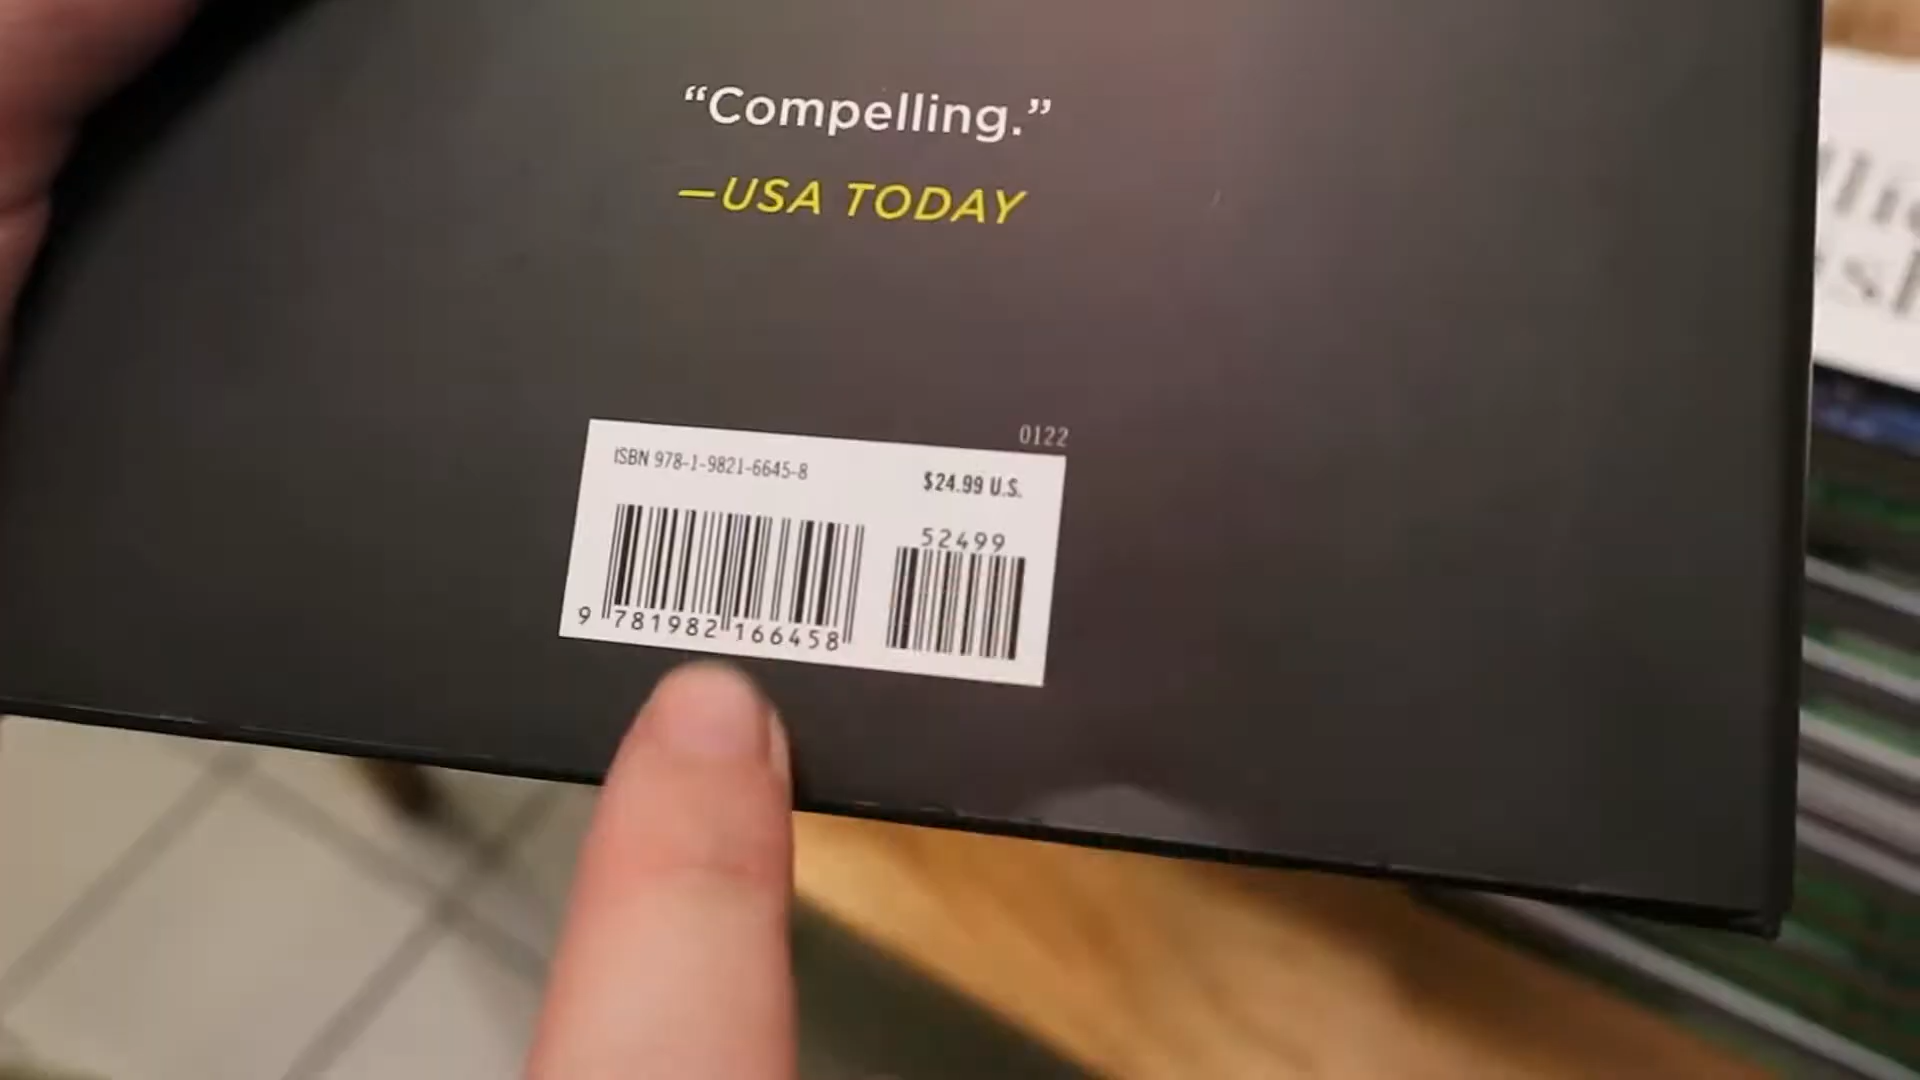 “Compelling.”
—USA TODAY
0122
ISBN 978-1-9821-6645-8
$24.99 U.S.
52499
9 781982 166458